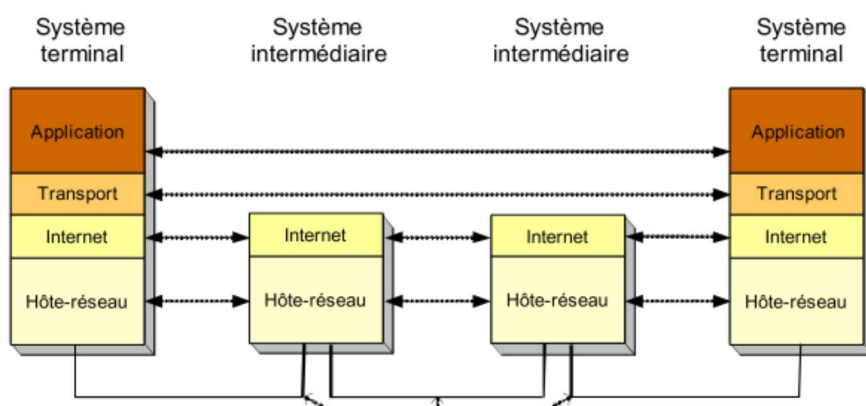 Système
terminal
Système
intermédiaire
Système
intermédiaire
Système
terminal
Application
Application
Transport
Transport
Internet
Internet
Internet
Internet
Hôte-réseau
Hôte-réseau
Hôte-réseau
Hôte-réseau